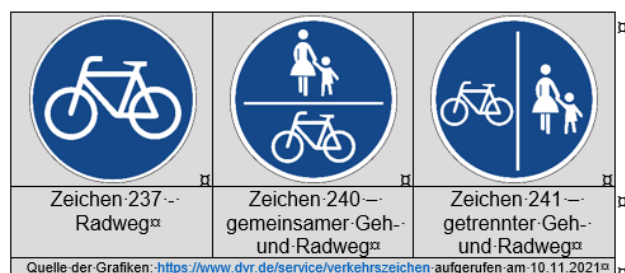 Zeichen 237 -
Radweg
Zeichen 240 –
gemeinsamer Geh-
und Radweg
Zeichen 241 –
getrennter Geh-
und Radweg
Quelle der Grafiken: https://www.dvr.de/service/verkehrszeichen aufgerufen am 10.11.2021